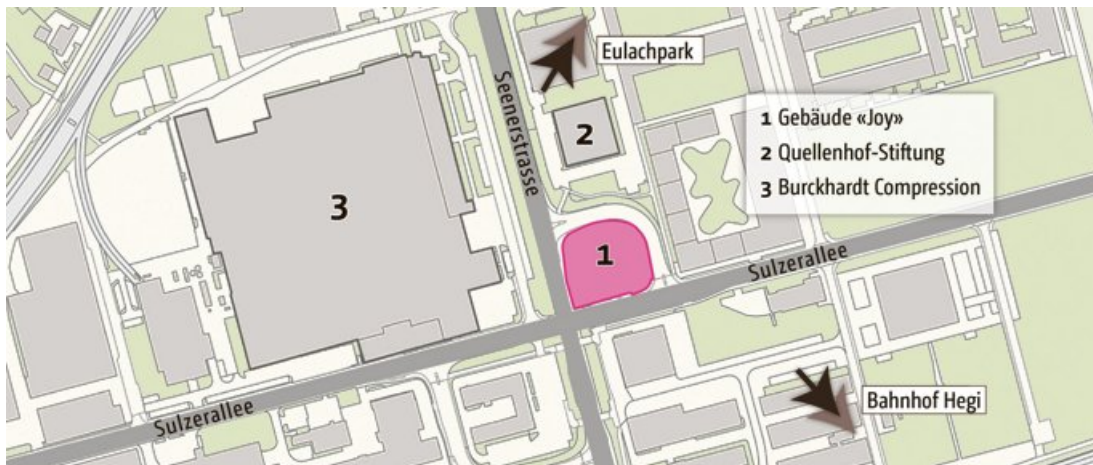 Eulachpark
Seenerstrasse
1 Gebäude «Joy»
2 Quellenhof-Stiftung
3 Burckhardt Compression
2
3
1
Sulzerallee
Sulzerallee
Bahnhof Hegi